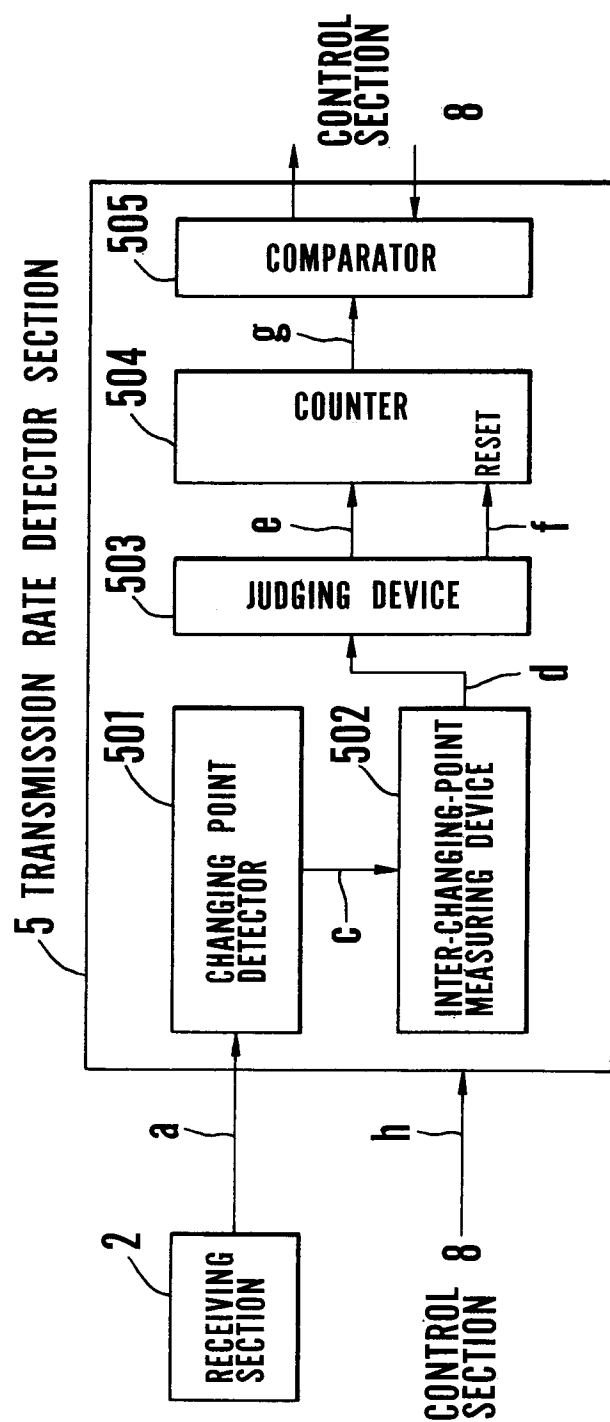 5 TRANSMISSION RATE DETECTOR SECTION
2
RECEIVING
SECTION
a
501
CHANGING POINT
DETECTOR
c
502
INTER-CHANGING-POINT
MEASURING DEVICE
d
503
JUDGING DEVICE
e
f
504
COUNTER
RESET
g
505
COMPARATOR
CONTROL
SECTION
8
h
CONTROL
SECTION 8